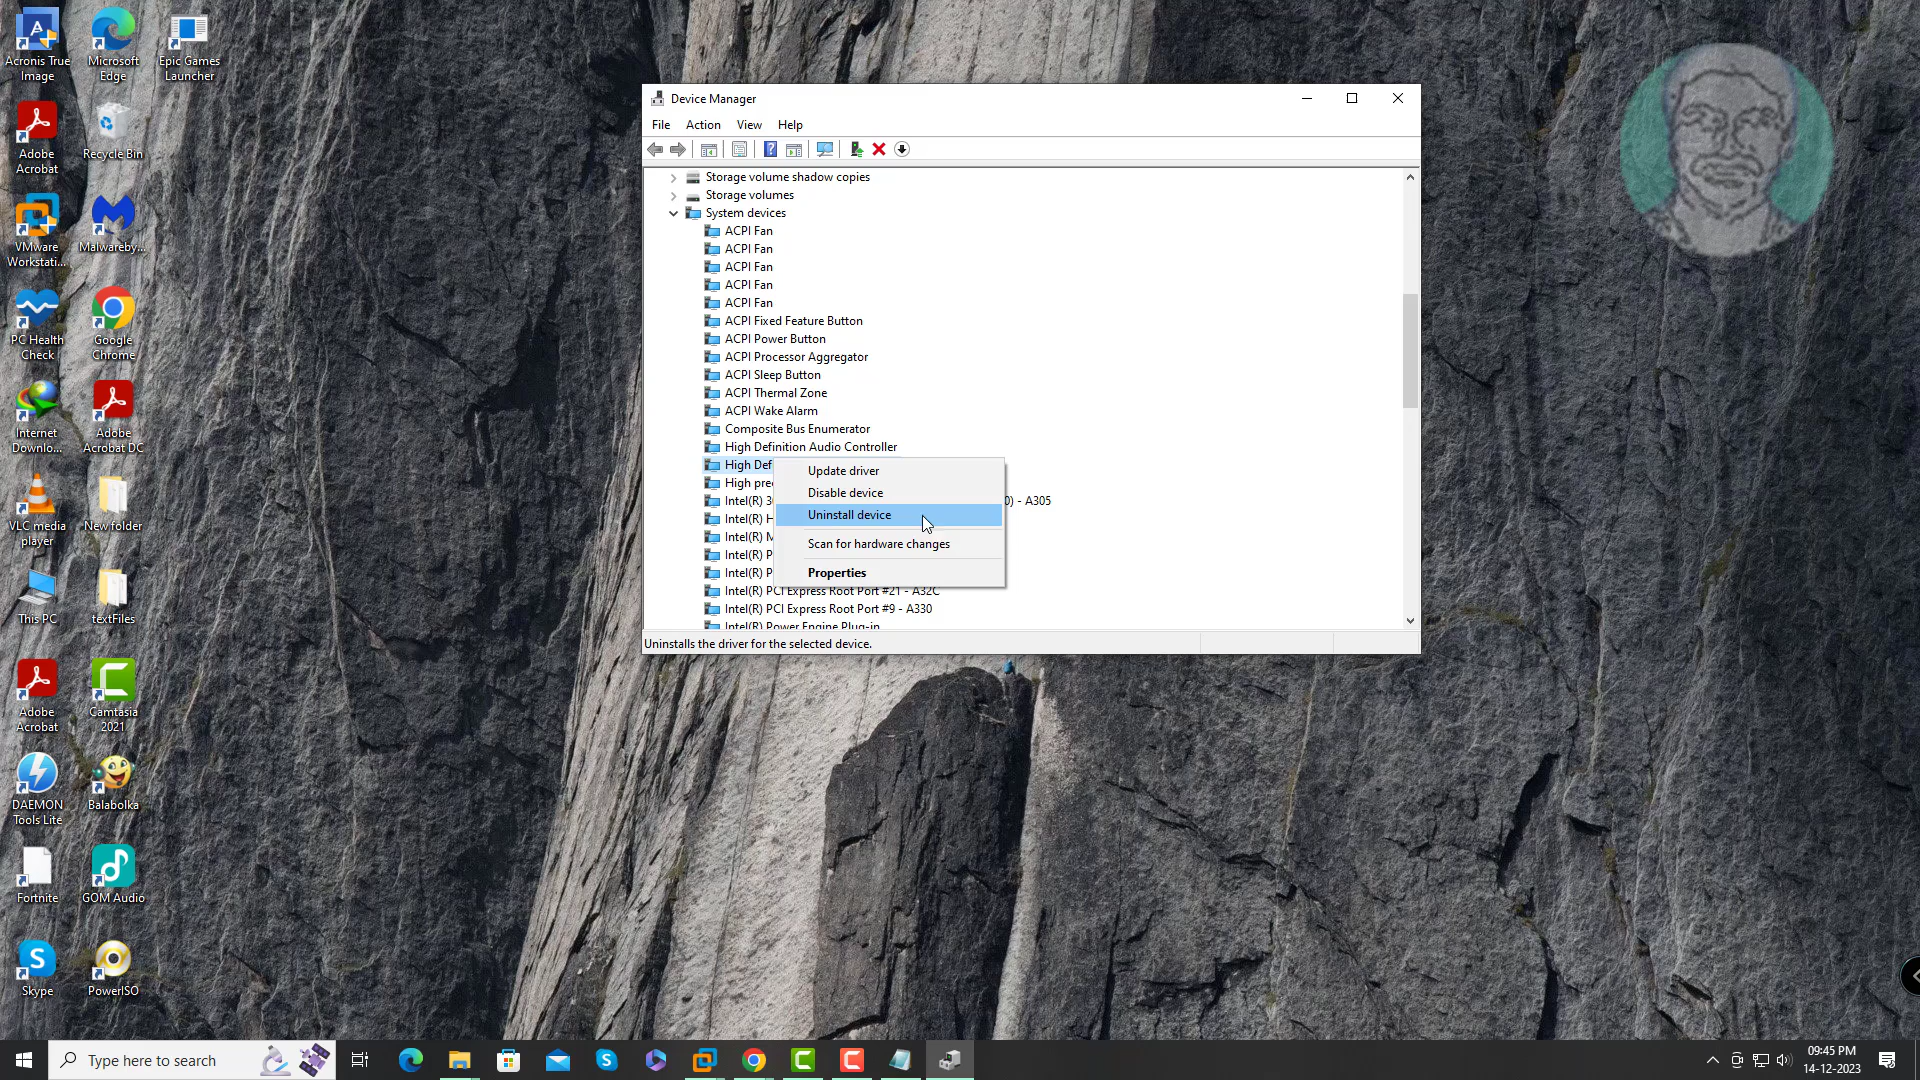 Acronis True
Image
Microsoft
Edge
Epic Games
Launcher
Adobe
Acrobat
Recycle Bin
VMware
Workstati...
Malwareby...
PC Health
Check
Google
Chrome
Internet
Downlo...
Adobe
Acrobat DC
VLC media
player
New folder
This PC
textFiles
Adobe
Acrobat
Camtasia
2021
DAEMON
Tools Lite
Balabolka
Fortnite
GOM Audio
Skype
PowerISO
Device Manager
File Action View Help
Storage volume shadow copies
Storage volumes
System devices
ACPI Fan
ACPI Fan
ACPI Fan
ACPI Fan
ACPI Fan
ACPI Fixed Feature Button
ACPI Power Button
ACPI Processor Aggregator
ACPI Sleep Button
ACPI Thermal Zone
ACPI Wake Alarm
Composite Bus Enumerator
High Definition Audio Controller
High Def
High pre
Intel(R) 3 0) - A305
Intel(R) H
Intel(R) M
Intel(R) P
Intel(R) P
Intel(R) PCI Express Root Port #21 - A32C
Intel(R) PCI Express Root Port #9 - A330
Intel(R) Power Engine Plug-in
Update driver
Disable device
Uninstall device
Scan for hardware changes
Properties
Uninstalls the driver for the selected device.
Type here to search
09:45 PM
14-12-2023